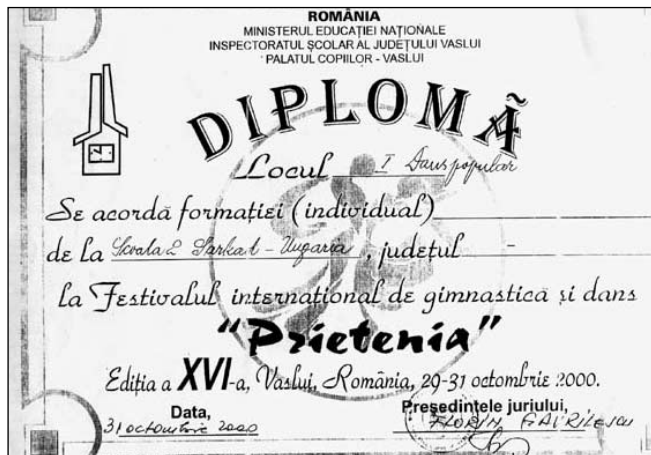 ROMÂNIA
MINISTERUL EDUCAȚIEI NAȚIONALE
INSPECTORATUL ȘCOLAR AL JUDEȚULUI VASLUI
PALATUL COPIILOR - VASLUI
DIPLOMĂ
Locul I Dans popular
Se acordă formației (individual)
de la Skoala 2 Sarkad - Ungaria, județul -
la Festivalul internațional de gimnastică și dans
"Prietenia"
Ediția a XVI-a, Vaslui, România, 29-31 octombrie 2000.
Data, Președintele juriului,
31 octombrie 2000 FLORIN GAVRILESCU